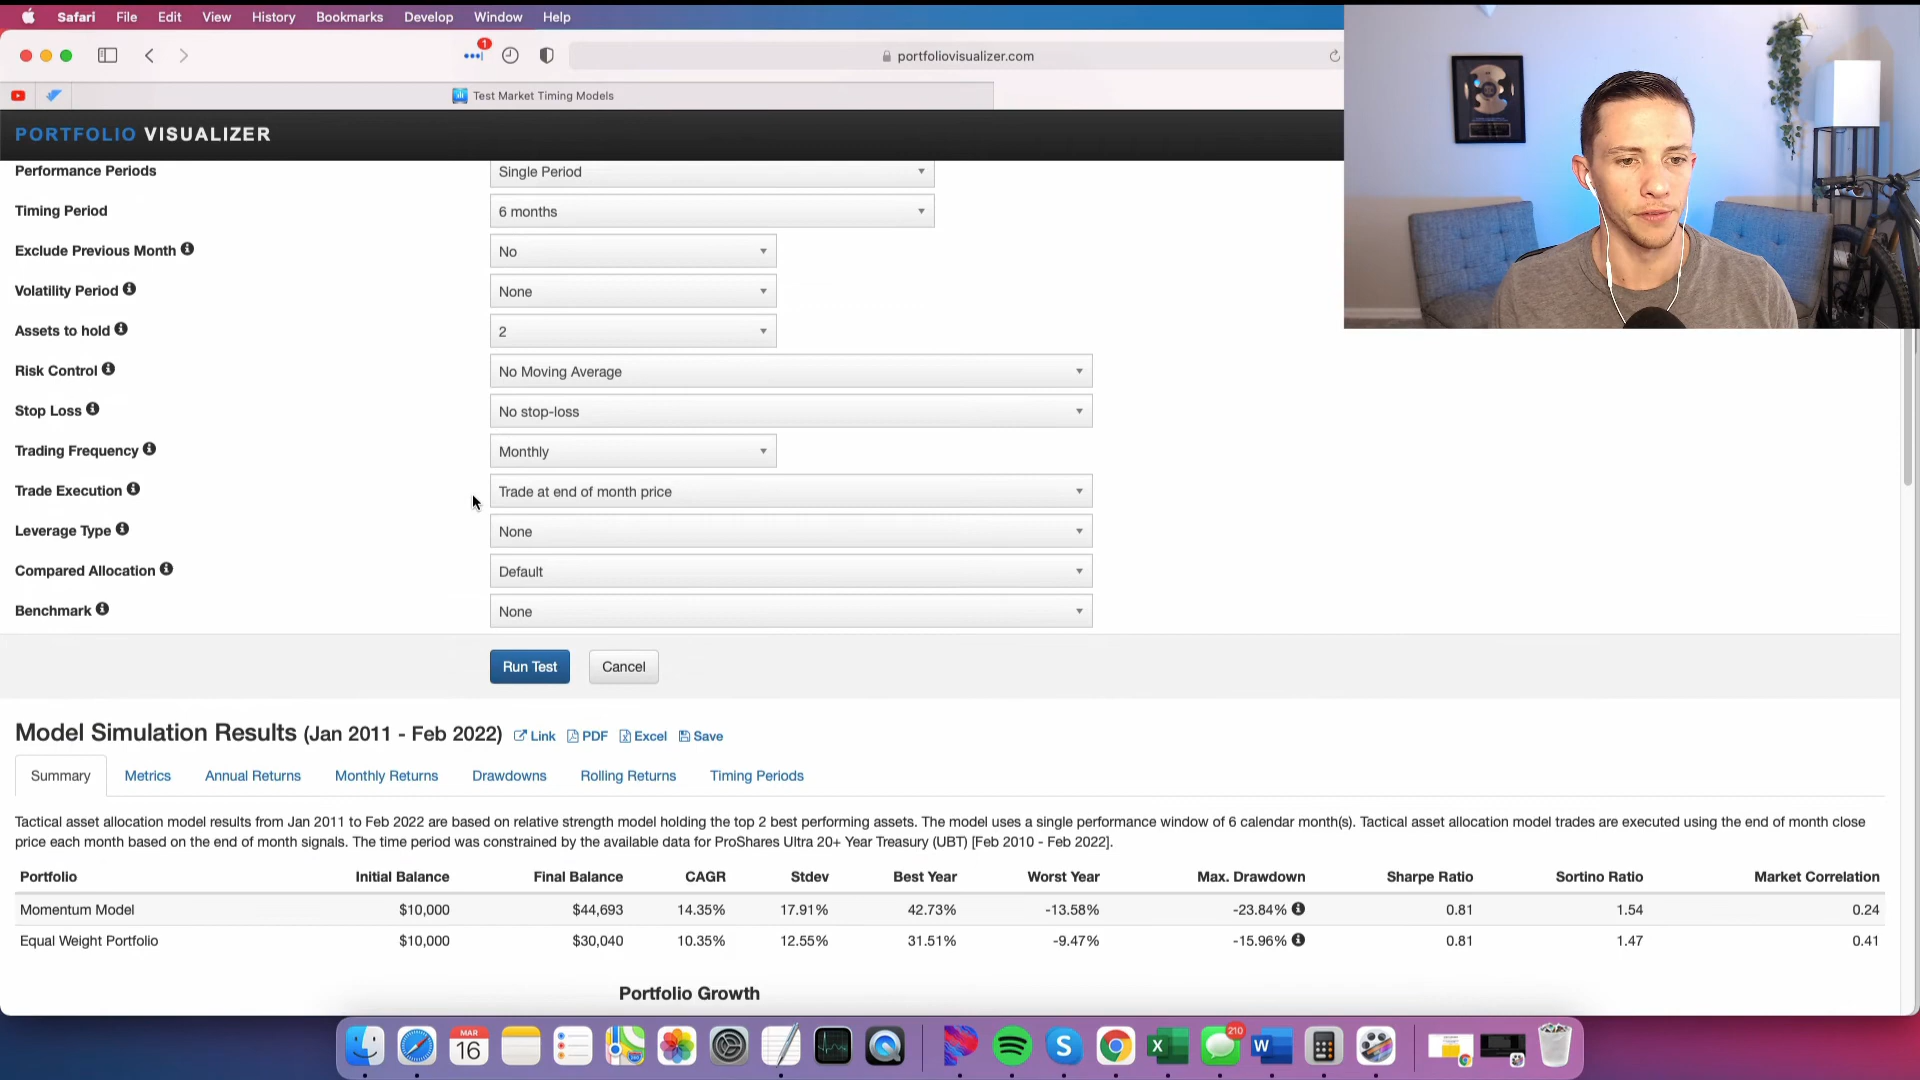 Safari File Edit View History Bookmarks Develop Window Help
1
portfoliovisualizer.com
Test Market Timing Models
PORTFOLIO VISUALIZER
Performance Periods Single Period
Timing Period 6 months
Exclude Previous Month No
Volatility Period None
Assets to hold 2
Risk Control No Moving Average
Stop Loss No stop-loss
Trading Frequency Monthly
Trade Execution Trade at end of month price
Leverage Type None
Compared Allocation Default
Benchmark None
Run Test Cancel
Model Simulation Results (Jan 2011 - Feb 2022) Link PDF Excel Save
Summary Metrics Annual Returns Monthly Returns Drawdowns Rolling Returns Timing Periods
Tactical asset allocation model results from Jan 2011 to Feb 2022 are based on relative strength model holding the top 2 best performing assets. The model uses a single performance window of 6 calendar month(s). Tactical asset allocation model trades are executed using the end of month close
price each month based on the end of month signals. The time period was constrained by the available data for ProShares Ultra 20+ Year Treasury (UBT) [Feb 2010 - Feb 2022].
Portfolio Initial Balance Final Balance CAGR Stdev Best Year Worst Year Max. Drawdown Sharpe Ratio Sortino Ratio Market Correlation
Momentum Model $10,000 $44,693 14.35% 17.91% 42.73% -13.58% -23.84% 0.81 1.54 0.24
Equal Weight Portfolio $10,000 $30,040 10.35% 12.55% 31.51% -9.47% -15.96% 0.81 1.47 0.41
Portfolio Growth
MAR
16
210